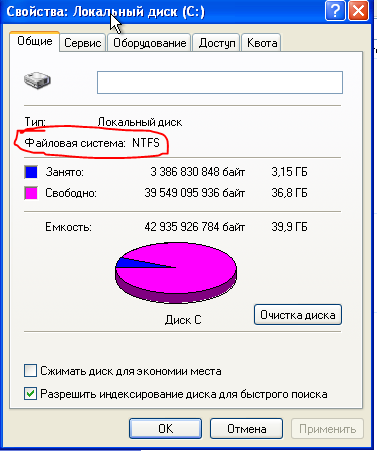 Свойства: Локальный диск (C:)
Общие Сервис Оборудование Доступ Квота
Тип: Локальный диск
Файловая система: NTFS
Занято: 3 386 830 848 байт 3,15 ГБ
Свободно: 39 549 095 936 байт 36,8 ГБ
Емкость: 42 935 926 784 байт 39,9 ГБ
Диск C
Очистка диска
Сжимать диск для экономии места
Разрешить индексирование диска для быстрого поиска
OK Отмена Применить